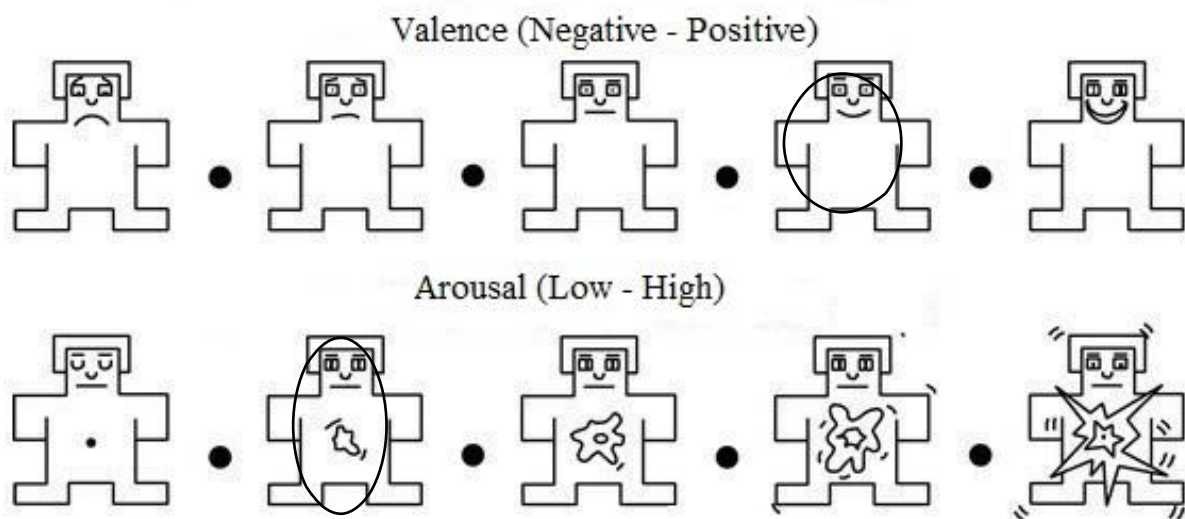 Valence (Negative - Positive)
Arousal (Low - High)